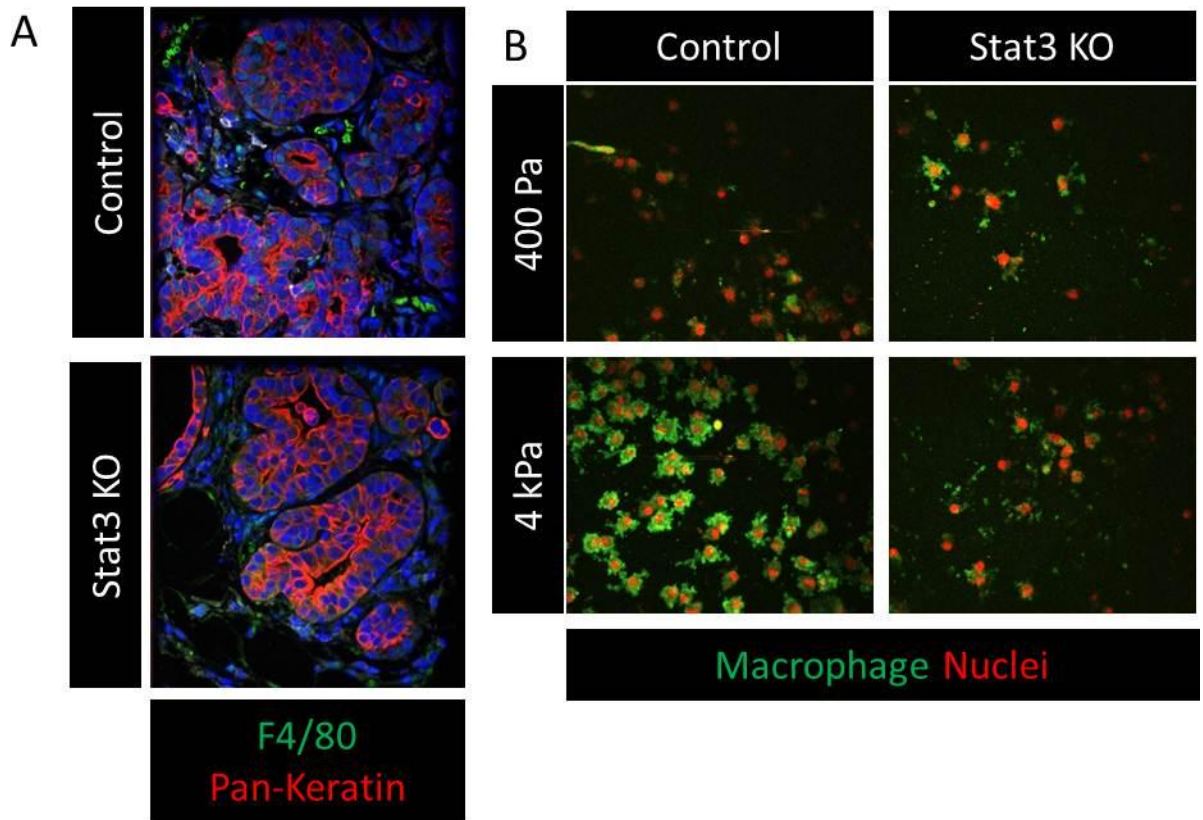 A
Control
Stat3 KO
F4/80
Pan-Keratin
B
Control
Stat3 KO
400 Pa
4 kPa
Macrophage Nuclei